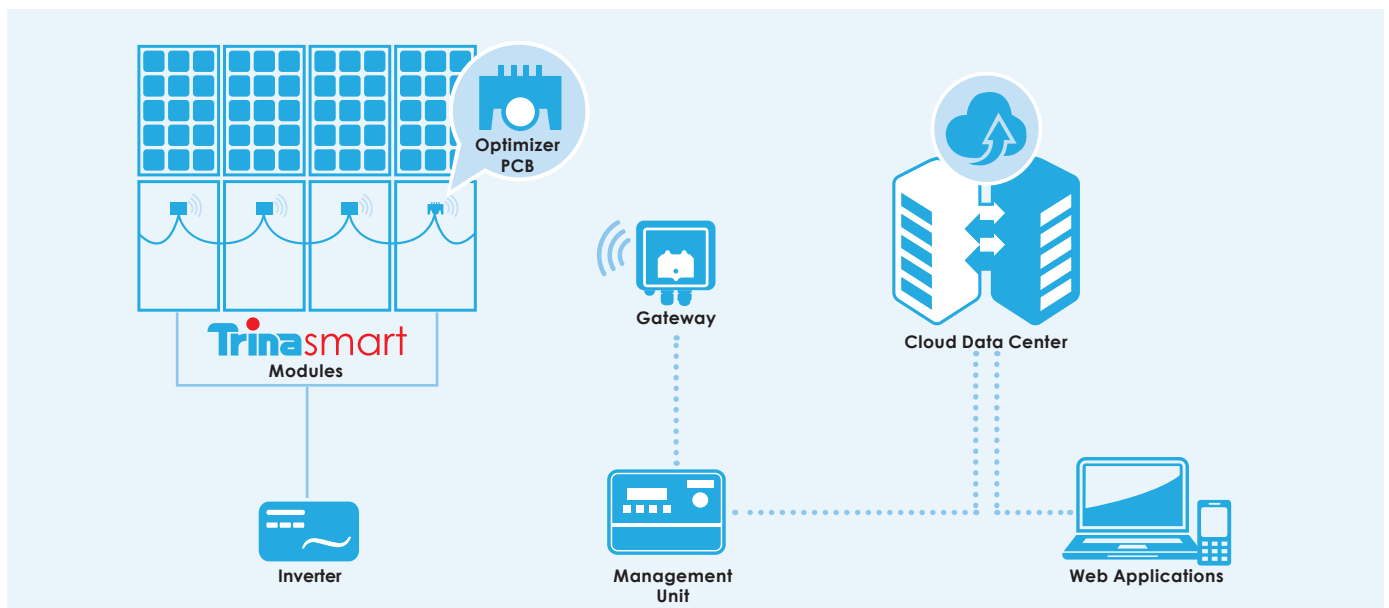 Optimizer
PCB
Trinasmart
Modules
Gateway
Cloud Data Center
Inverter
Management
Unit
Web Applications